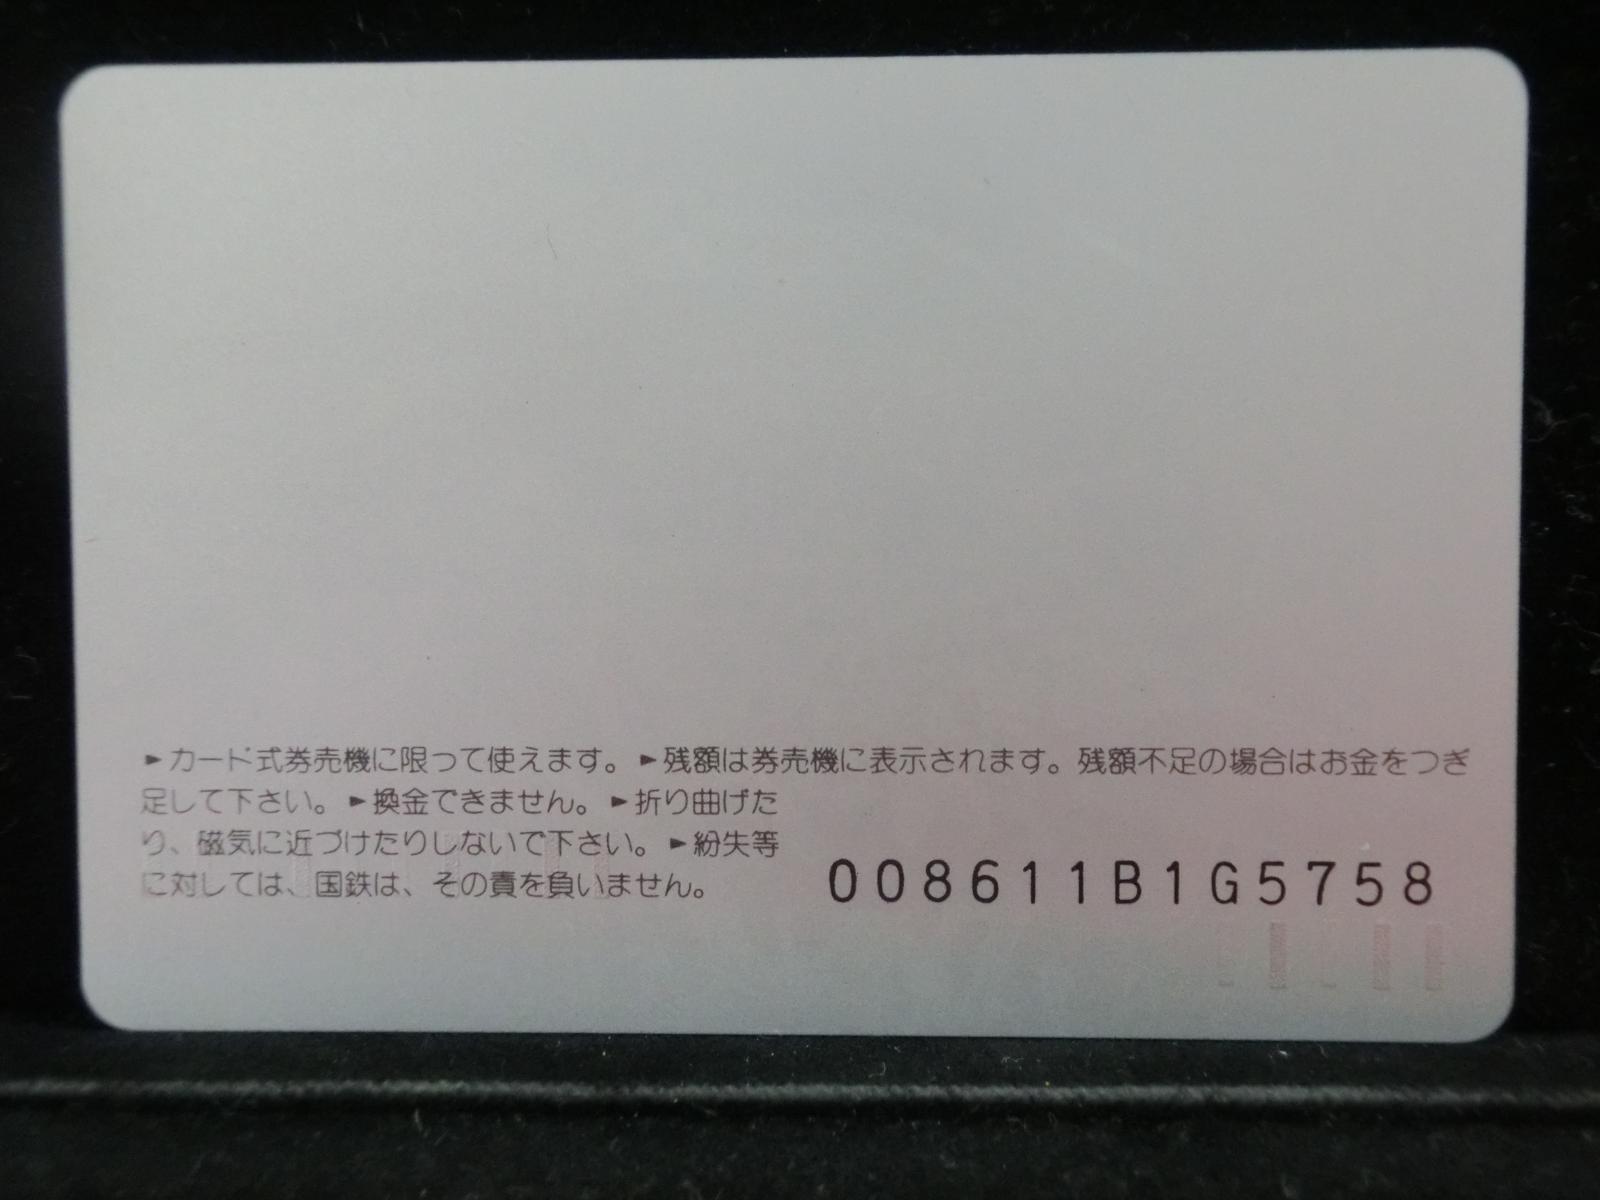 ►カード式券売機に限って使えます。►残額は券売機に表示されます。残額不足の場合はお金をつぎ
足して下さい。►換金できません。►折り曲げた
り、磁気に近づけたりしないで下さい。►紛失等
に対しては、国鉄は、その責を負いません。
008611B1G5758